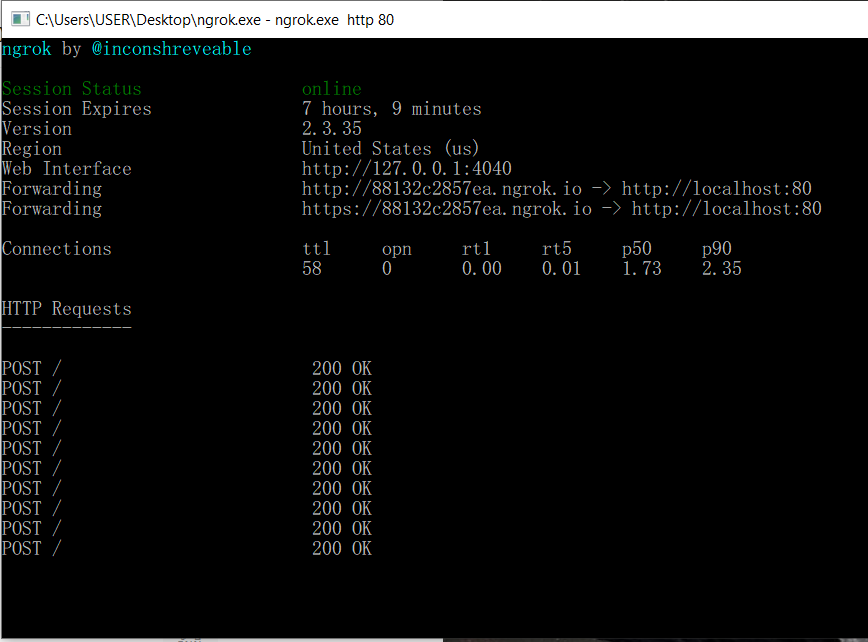 C:\Users\USER\Desktop\ngrok.exe - ngrok.exe  http 80
ngrok by @inconshreveable
Session Status online
Session Expires 7 hours, 9 minutes
Version 2.3.35
Region United States (us)
Web Interface http://127.0.0.1:4040
Forwarding http://88132c2857ea.ngrok.io -> http://localhost:80
Forwarding https://88132c2857ea.ngrok.io -> http://localhost:80
Connections ttl opn rt1 rt5 p50 p90
58 0 0.00 0.01 1.73 2.35
HTTP Requests
-------------
POST / 200 OK
POST / 200 OK
POST / 200 OK
POST / 200 OK
POST / 200 OK
POST / 200 OK
POST / 200 OK
POST / 200 OK
POST / 200 OK
POST / 200 OK